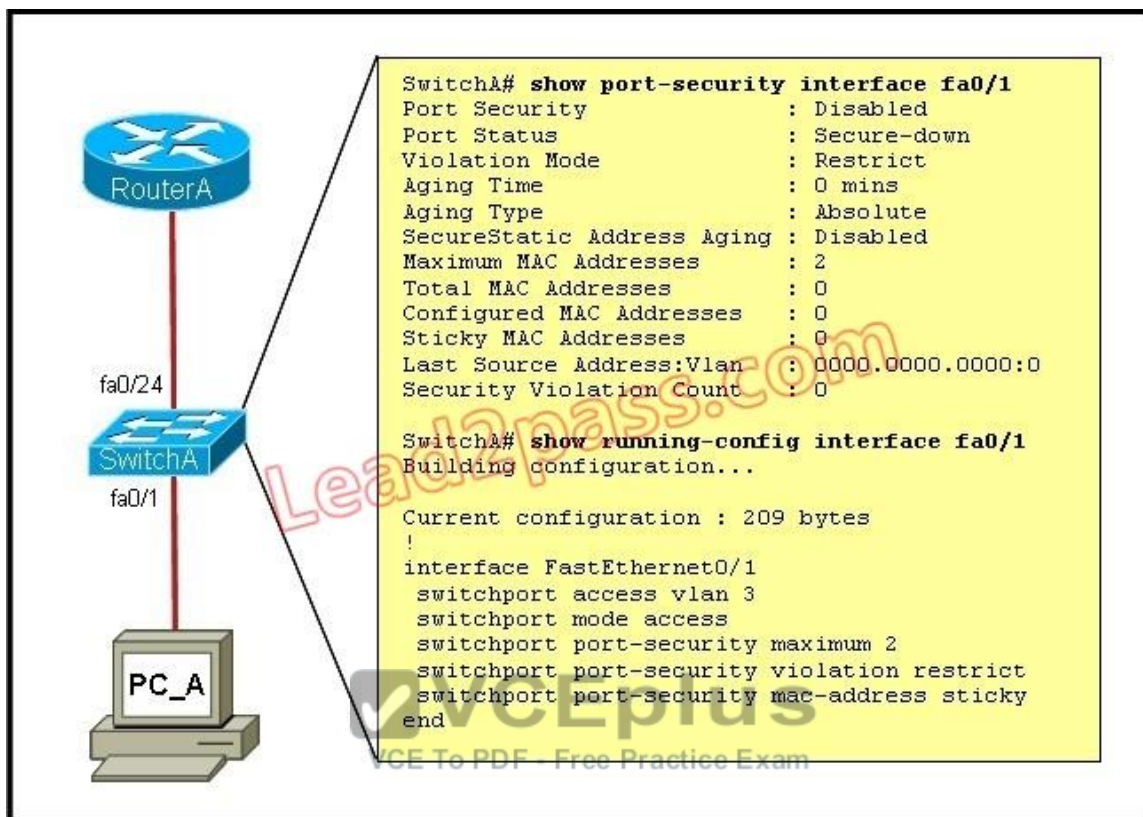 SwitchA# show port-security interface fa0/1
Port Security : Disabled
Port Status : Secure-down
Violation Mode : Restrict
Aging Time : 0 mins
Aging Type : Absolute
SecureStatic Address Aging : Disabled
Maximum MAC Addresses : 2
Total MAC Addresses : 0
Configured MAC Addresses : 0
Sticky MAC Addresses : 0
Last Source Address:Vlan : 0000.0000.0000:0
Security Violation Count : 0
SwitchA# show running-config interface fa0/1
Building configuration...
Current configuration : 209 bytes
!
interface FastEthernet0/1
switchport access vlan 3
switchport mode access
switchport port-security maximum 2
switchport port-security violation restrict
switchport port-security mac-address sticky
end
RouterA
fa0/24
SwitchA
fa0/1
PC_A
Lead2pass.com
VCEplus
VCE To PDF - Free Practice Exam